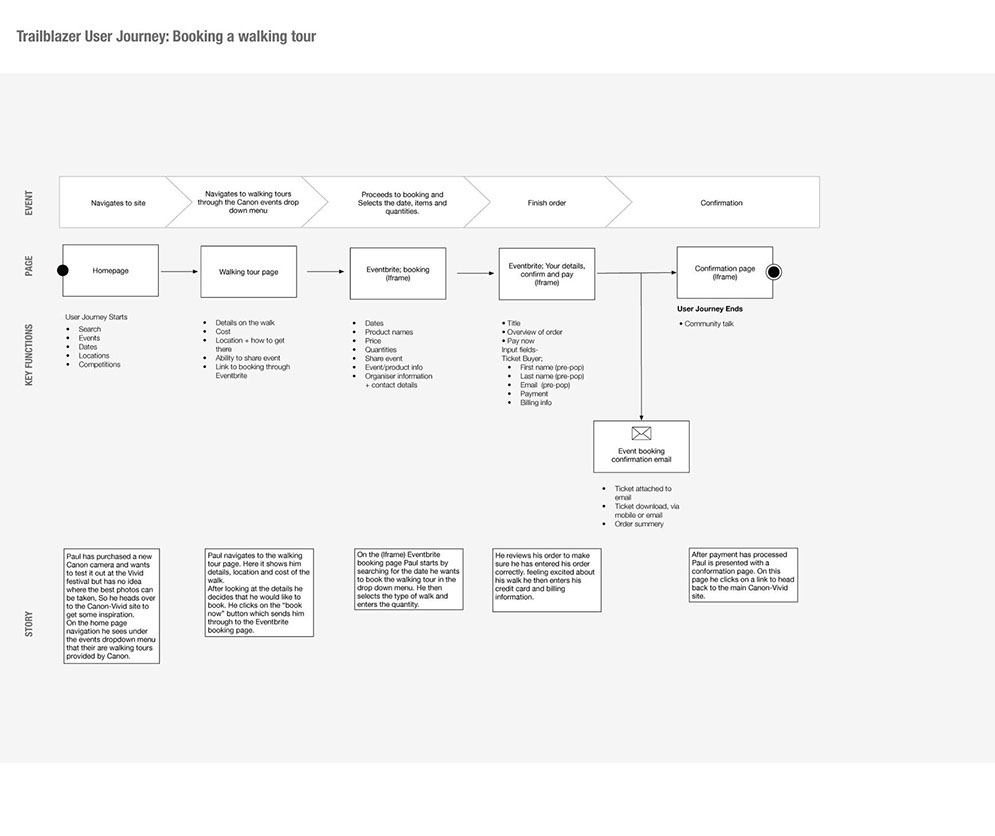 Trailblazer User Journey: Booking a walking tour
EVENT
Navigates to site
Navigates to walking tours
through the Canon events drop
down menu
Proceeds to booking and
Selects the date, items and
quantities.
Finish order
Confirmation
PAGE
Homepage
Walking tour page
Eventbrite; booking
(Iframe)
Eventbrite; Your details,
confirm and pay
(Iframe)
Confirmation page
(Iframe)
KEY FUNCTIONS
User Journey Starts
• Search
• Events
• Dates
• Locations
• Competitions
• Details on the walk
• Cost
• Location + how to get
there
• Ability to share event
• Link to booking through
Eventbrite
• Dates
• Product names
• Price
• Quantities
• Share event
• Event/product info
• Organiser information
+ contact details
• Title
• Overview of order
• Pay now
Input fields-
Ticket Buyer;
• First name (pre-pop)
• Last name (pre-pop)
• Email (pre-pop)
• Payment
• Billing info
User Journey Ends
• Community talk
Event booking
confirmation email
• Ticket attached to
email
• Ticket download, via
mobile or email
• Order summery
STORY
Paul has purchased a new
Canon camera and wants
to test it out at the Vivid
festival but has no idea
where the best photos can
be taken, So he heads over
to the Canon-Vivid site to
get some inspiration.
On the home page
navigation he sees under
the events dropdown menu
that their are walking tours
provided by Canon.
Paul navigates to the walking
tour page. Here it shows him
details, location and cost of the
walk.
After looking at the details he
decides that he would like to
book. He clicks on the "book
now" button which sends him
through to the Eventbrite
booking page.
On the (Iframe) Eventbrite
booking page Paul starts by
searching for the date he wants
to book the walking tour in the
drop down menu. He then
selects the type of walk and
enters the quantity.
He reviews his order to make
sure he has entered his order
correctly. feeling excited about
his walk he then enters his
credit card and billing
information.
After payment has processed
Paul is presented with a
conformation page. On this
page he clicks on a link to head
back to the main Canon-Vivid
site.